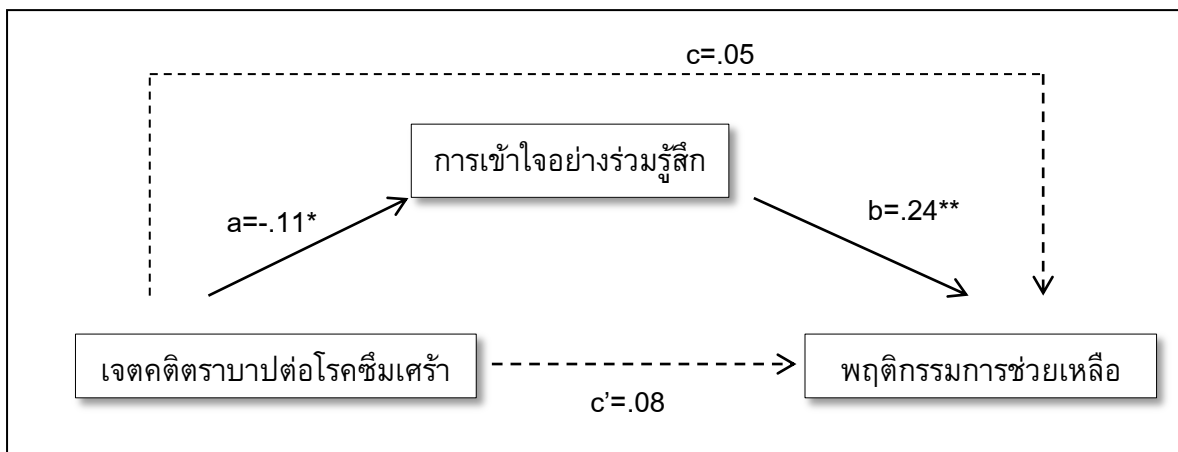 c=.05
การเข้าใจอย่างร่วมรู้สึก
a=-.11*
b=.24**
เจตคติตราบาปต่อโรคซึมเศร้า
พฤติกรรมการช่วยเหลือ
c’=.08